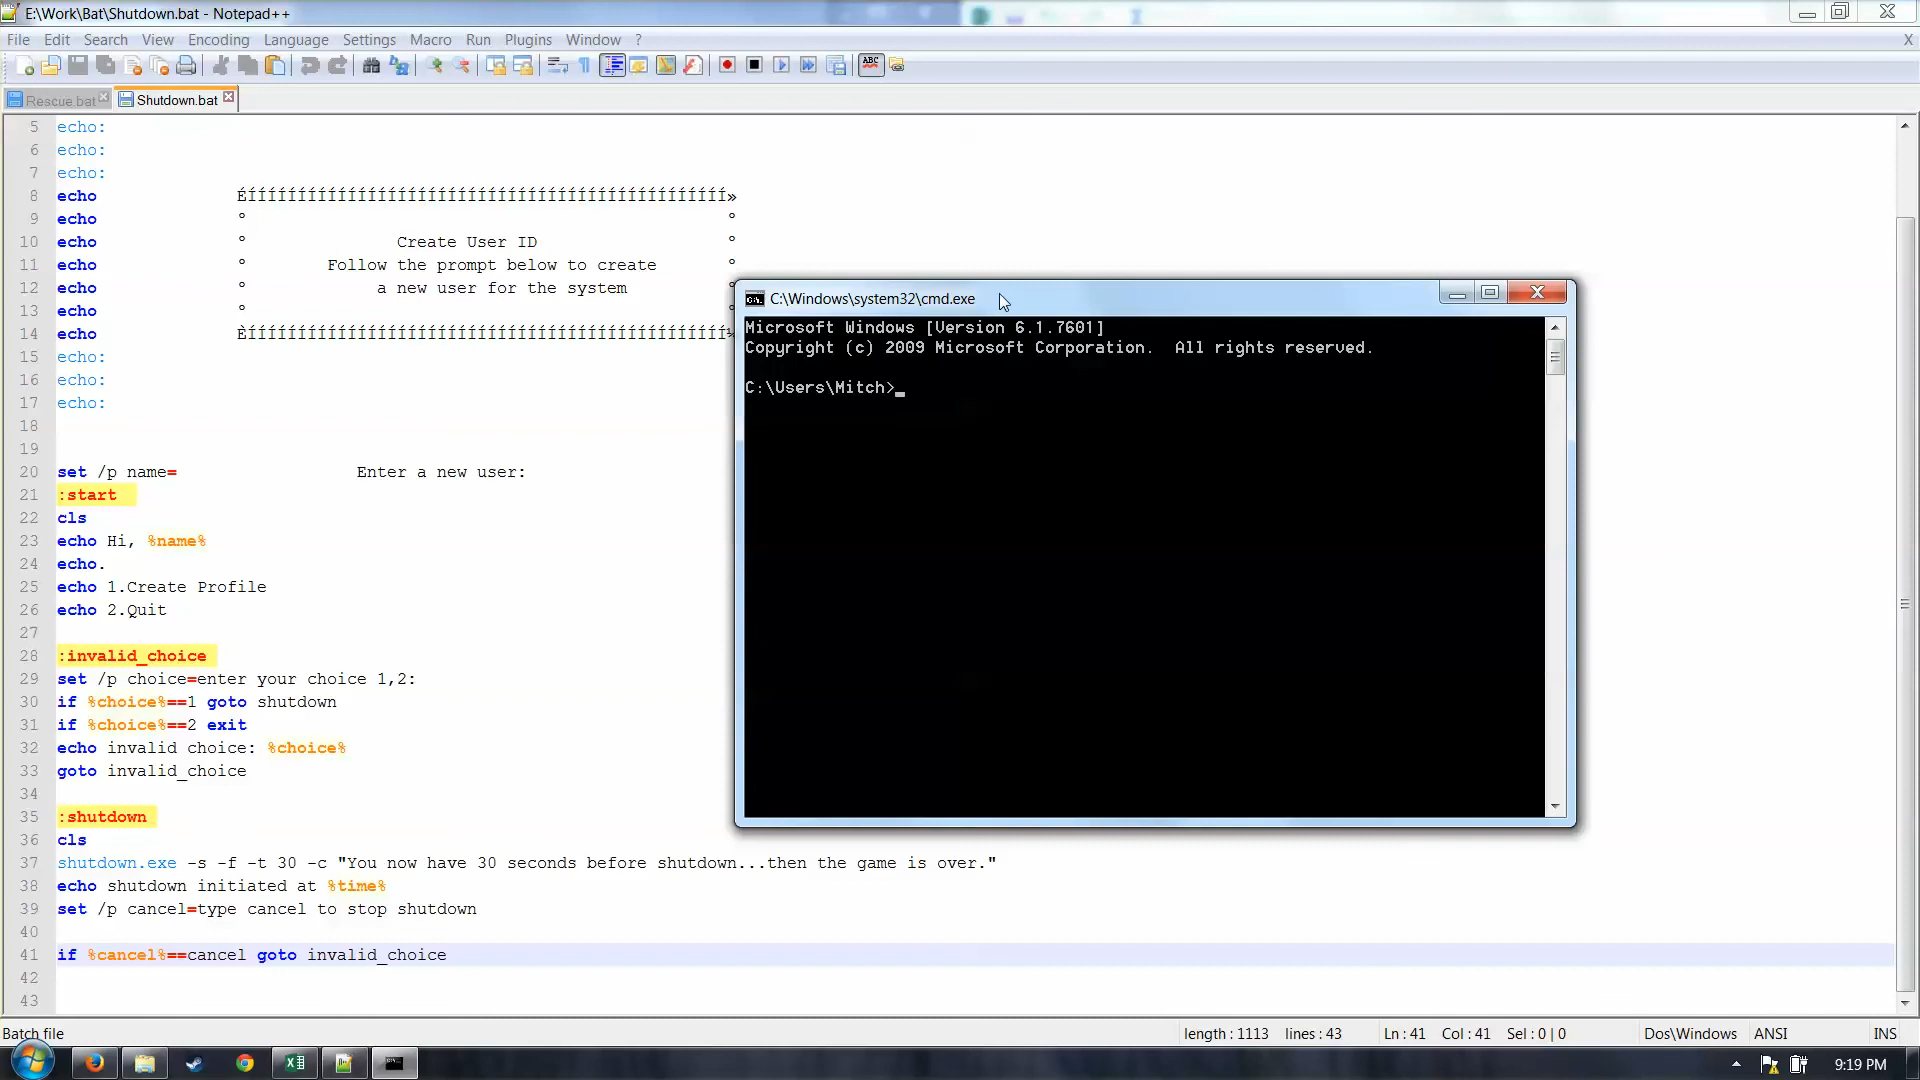 E:\Work\Bat\Shutdown.bat - Notepad++
File Edit Search View Encoding Language Settings Macro Run Plugins Window ?
X
ABC
Rescue.bat Shutdown.bat
5 echo:
6 echo:
7 echo:
8 echo ÉÍÍÍÍÍÍÍÍÍÍÍÍÍÍÍÍÍÍÍÍÍÍÍÍÍÍÍÍÍÍÍÍÍÍÍÍÍÍÍÍÍÍÍÍÍÍÍÍ»
9 echo º º
10 echo º Create User ID º
11 echo º Follow the prompt below to create º
12 echo º a new user for the system
13 echo º
14 echo ÈÍÍÍÍÍÍÍÍÍÍÍÍÍÍÍÍÍÍÍÍÍÍÍÍÍÍÍÍÍÍÍÍÍÍÍÍÍÍÍÍÍÍÍÍÍÍÍÍ
15 echo:
16 echo:
17 echo:
18
19
20 set /p name= Enter a new user:
21 :start
22 cls
23 echo Hi, %name%
24 echo.
25 echo 1.Create Profile
26 echo 2.Quit
27
28 :invalid_choice
29 set /p choice=enter your choice 1,2:
30 if %choice%==1 goto shutdown
31 if %choice%==2 exit
32 echo invalid choice: %choice%
33 goto invalid_choice
34
35 :shutdown
36 cls
37 shutdown.exe -s -f -t 30 -c "You now have 30 seconds before shutdown...then the game is over."
38 echo shutdown initiated at %time%
39 set /p cancel=type cancel to stop shutdown
40
41 if %cancel%==cancel goto invalid_choice
42
43
C:\Windows\system32\cmd.exe
Microsoft Windows [Version 6.1.7601]
Copyright (c) 2009 Microsoft Corporation.  All rights reserved.
C:\Users\Mitch>_
Batch file length : 1113 lines : 43 Ln : 41 Col : 41 Sel : 0 | 0 Dos\Windows ANSI INS
9:19 PM